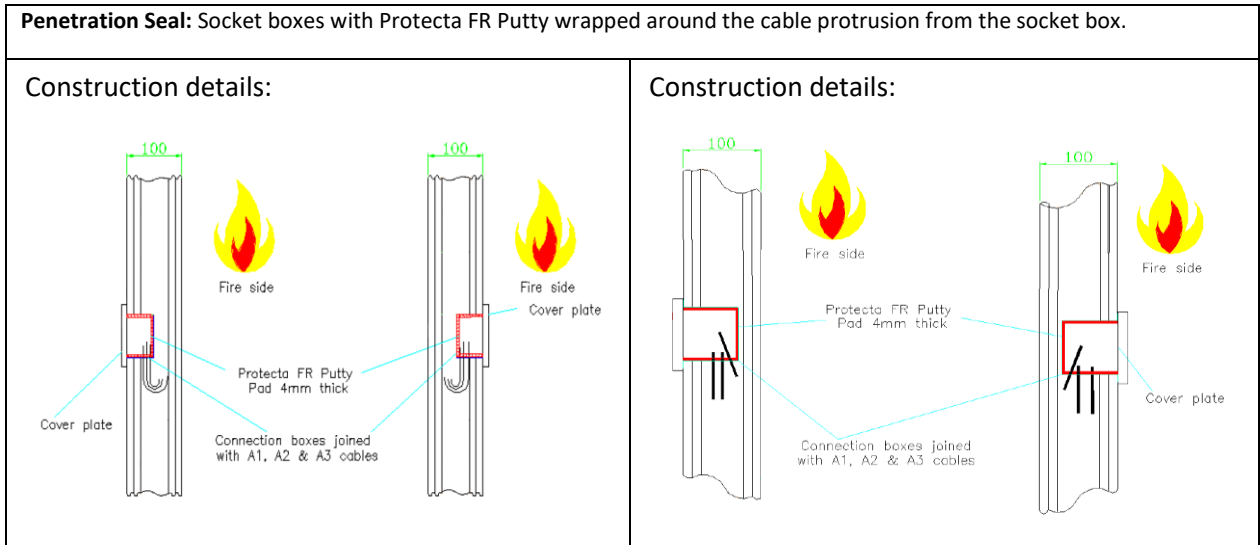 Penetration Seal: Socket boxes with Protecta FR Putty wrapped around the cable protrusion from the socket box.
Construction details:
100
100
Fire side
Fire side
Cover plate
Protecta FR Putty
Pad 4mm thick
Cover plate
Connection boxes joined
with A1, A2 & A3 cables
Construction details:
100
100
Fire side
Fire side
Protecta FR Putty
Pad 4mm thick
Cover plate
Connection boxes joined
with A1, A2 & A3 cables